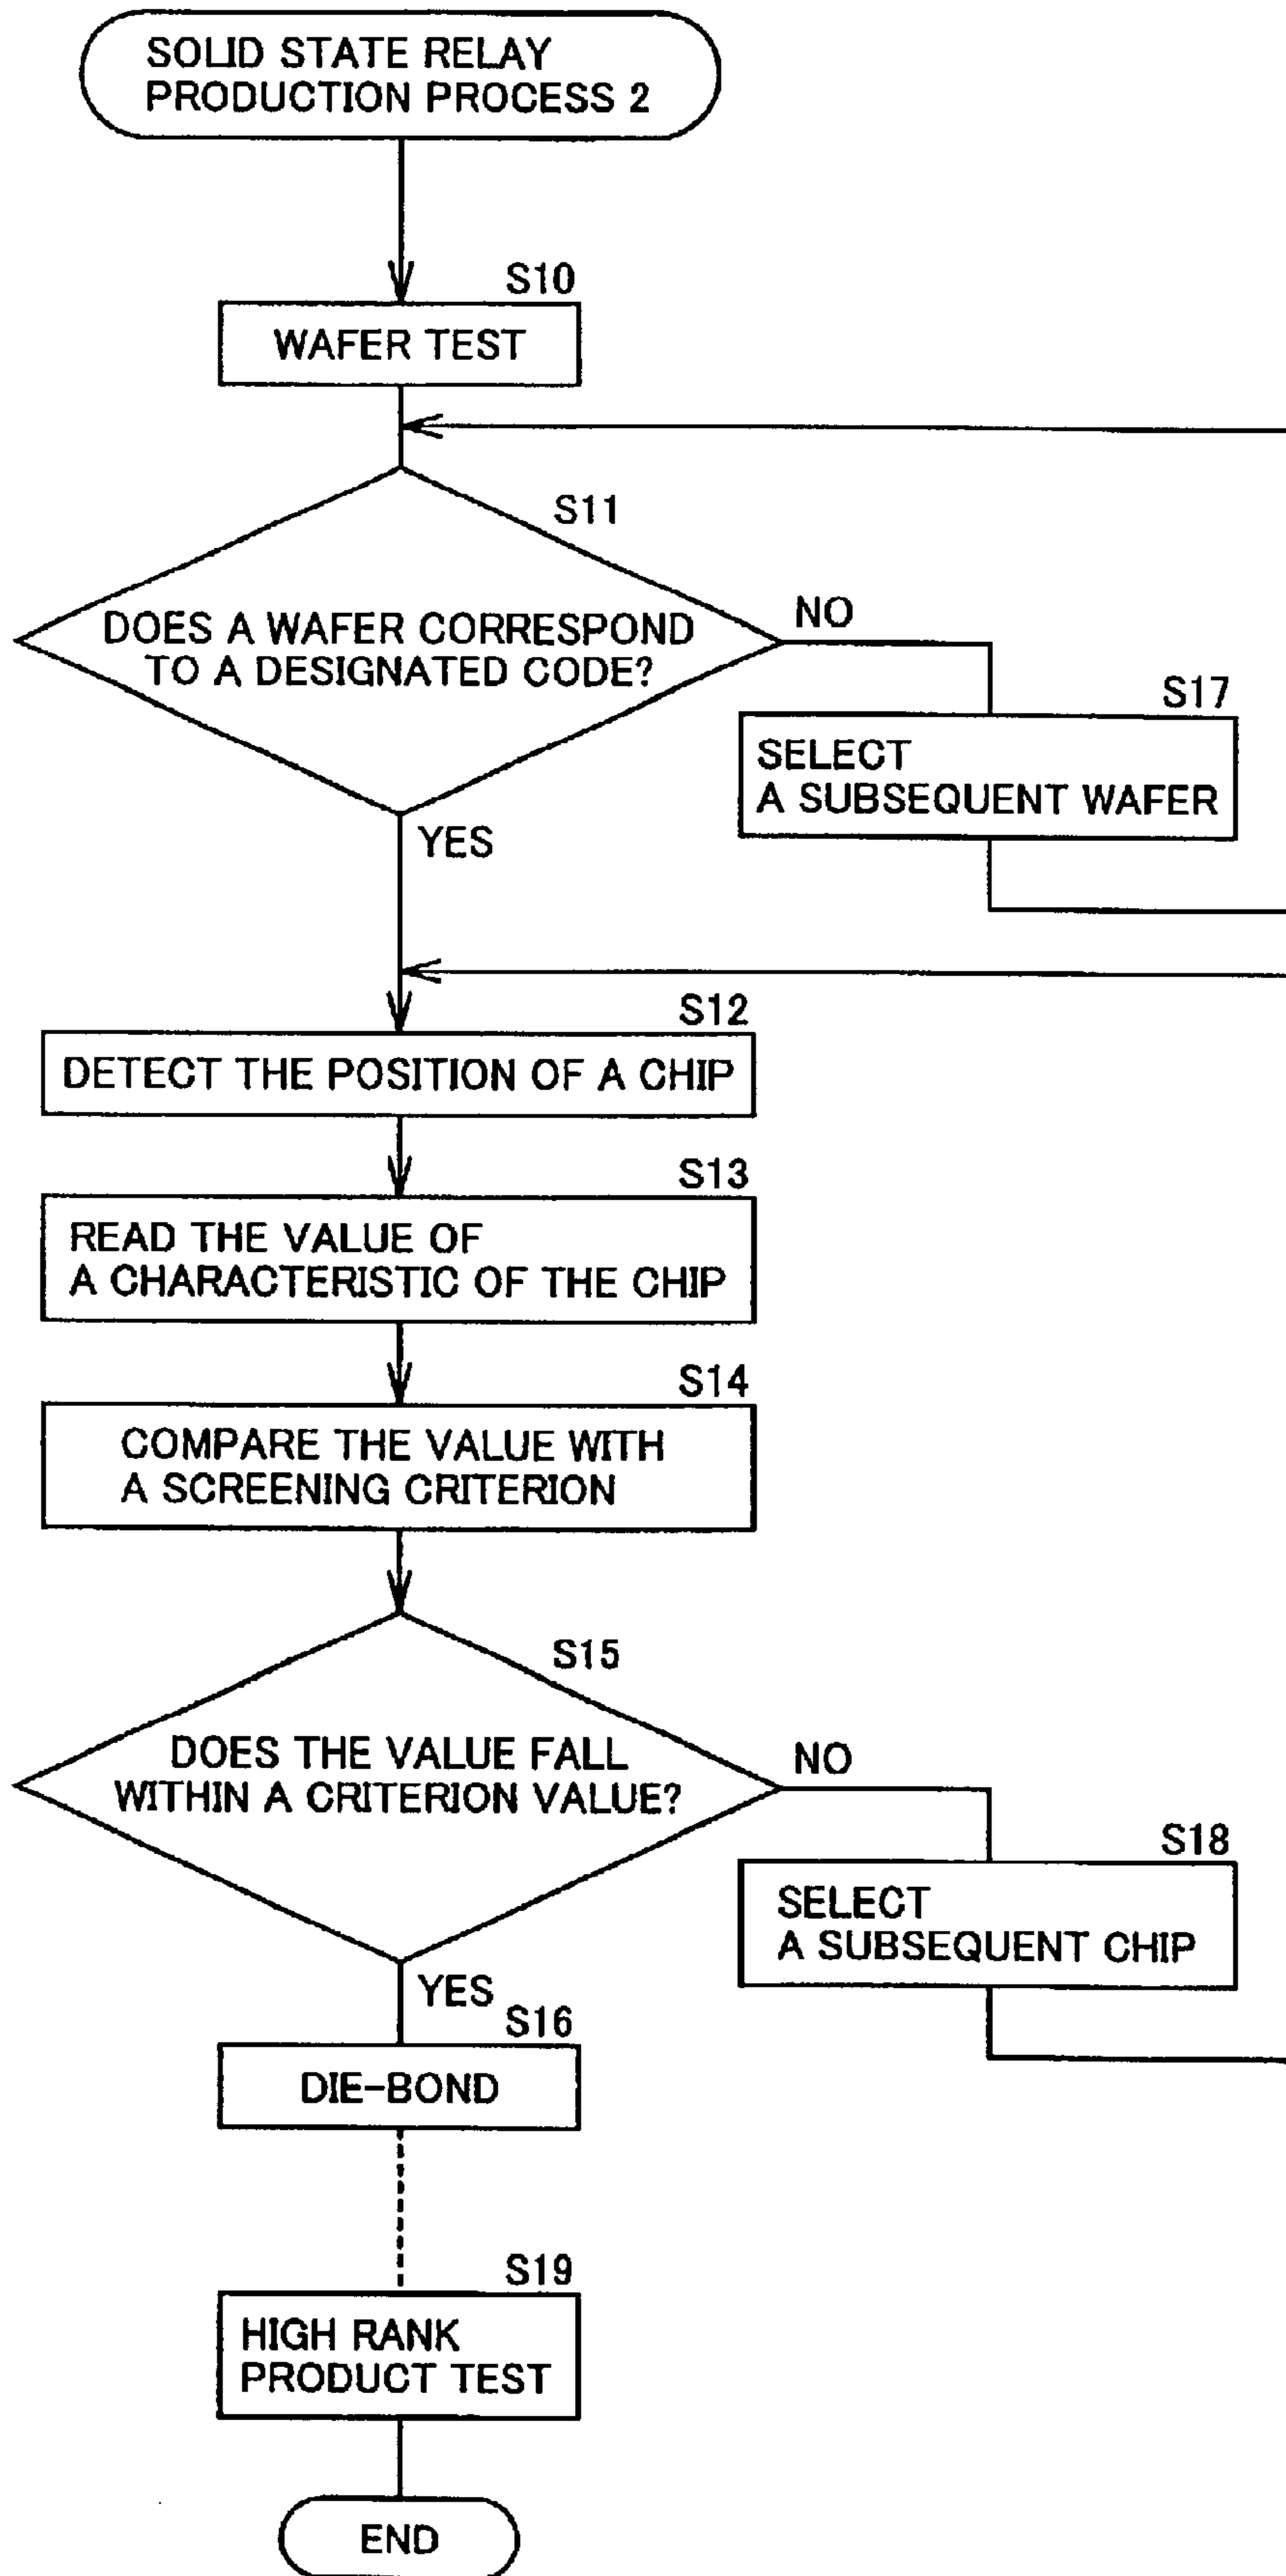 SOLID STATE RELAY
PRODUCTION PROCESS 2
S10
WAFER TEST
S11
DOES A WAFER CORRESPOND
TO A DESIGNATED CODE?
NO
S17
SELECT
A SUBSEQUENT WAFER
YES
S12
DETECT THE POSITION OF A CHIP
S13
READ THE VALUE OF
A CHARACTERISTIC OF THE CHIP
S14
COMPARE THE VALUE WITH
A SCREENING CRITERION
S15
DOES THE VALUE FALL
WITHIN A CRITERION VALUE?
NO
S18
SELECT
A SUBSEQUENT CHIP
YES
S16
DIE-BOND
S19
HIGH RANK
PRODUCT TEST
END